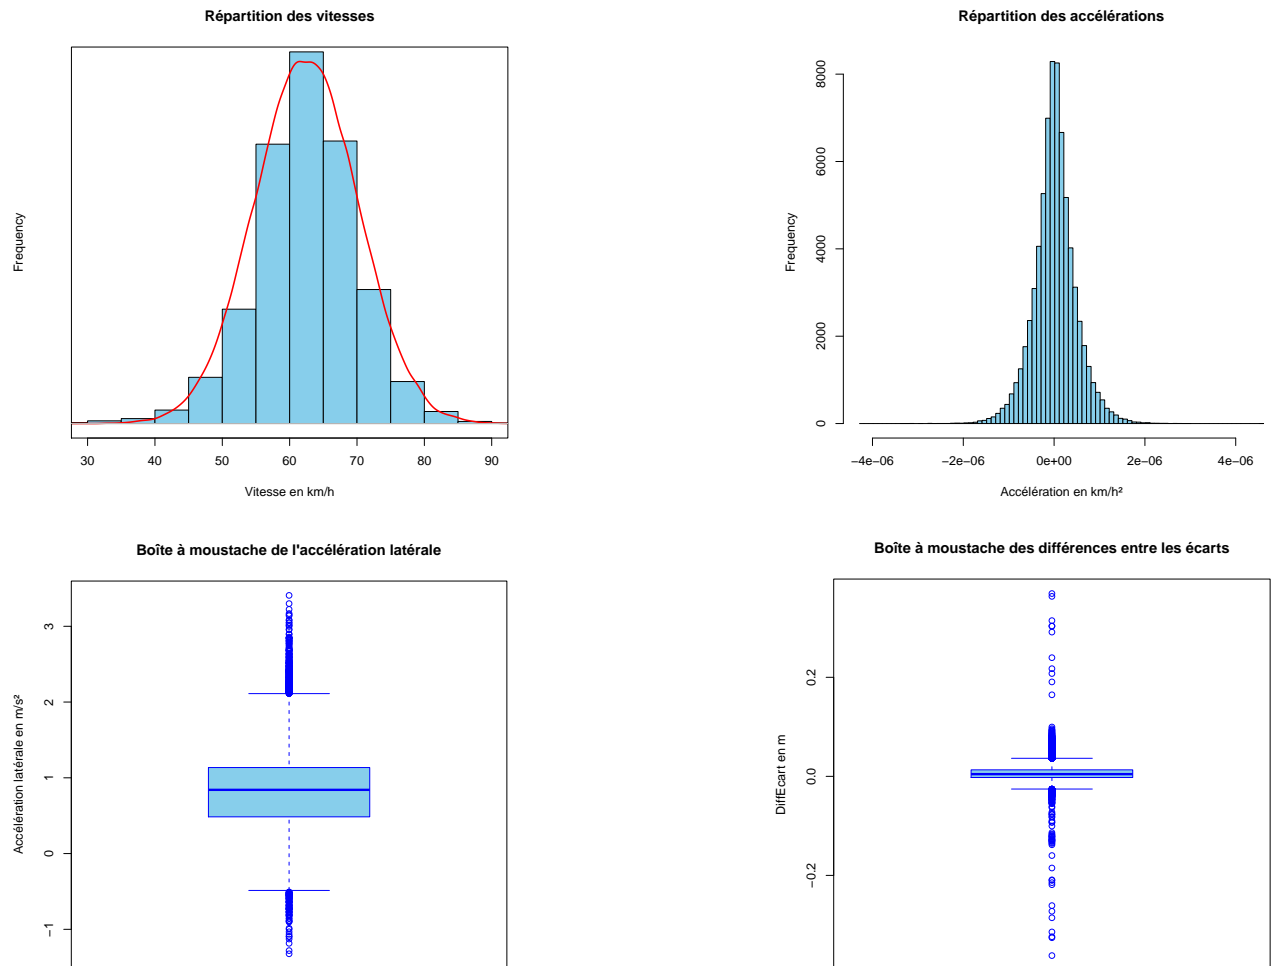 Répartition des vitesses
Frequency
30 40 50 60 70 80 90
Vitesse en km/h
Répartition des accélérations
Frequency
8000
6000
4000
2000
0
−4e−06 −2e−06 0e+00 2e−06 4e−06
Accélération en km/h²
Boîte à moustache de l'accélération latérale
Accélération latérale en m/s²
3
2
1
0
−1
Boîte à moustache des différences entre les écarts
DiffEcart en m
0.2
0.0
−0.2